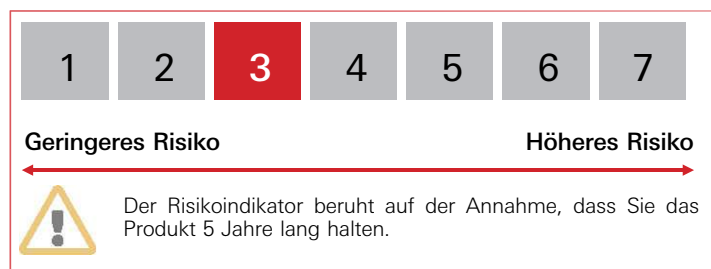 1 2 3 4 5 6 7
Geringeres Risiko Höheres Risiko
Der Risikoindikator beruht auf der Annahme, dass Sie das
Produkt 5 Jahre lang halten.